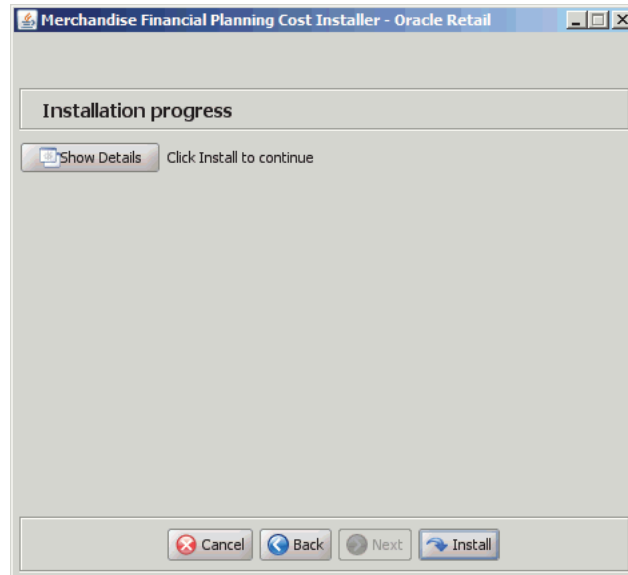 Merchandise Financial Planning Cost Installer - Oracle Retail
Installation progress
Show Details Click Install to continue
Cancel Back Next Install